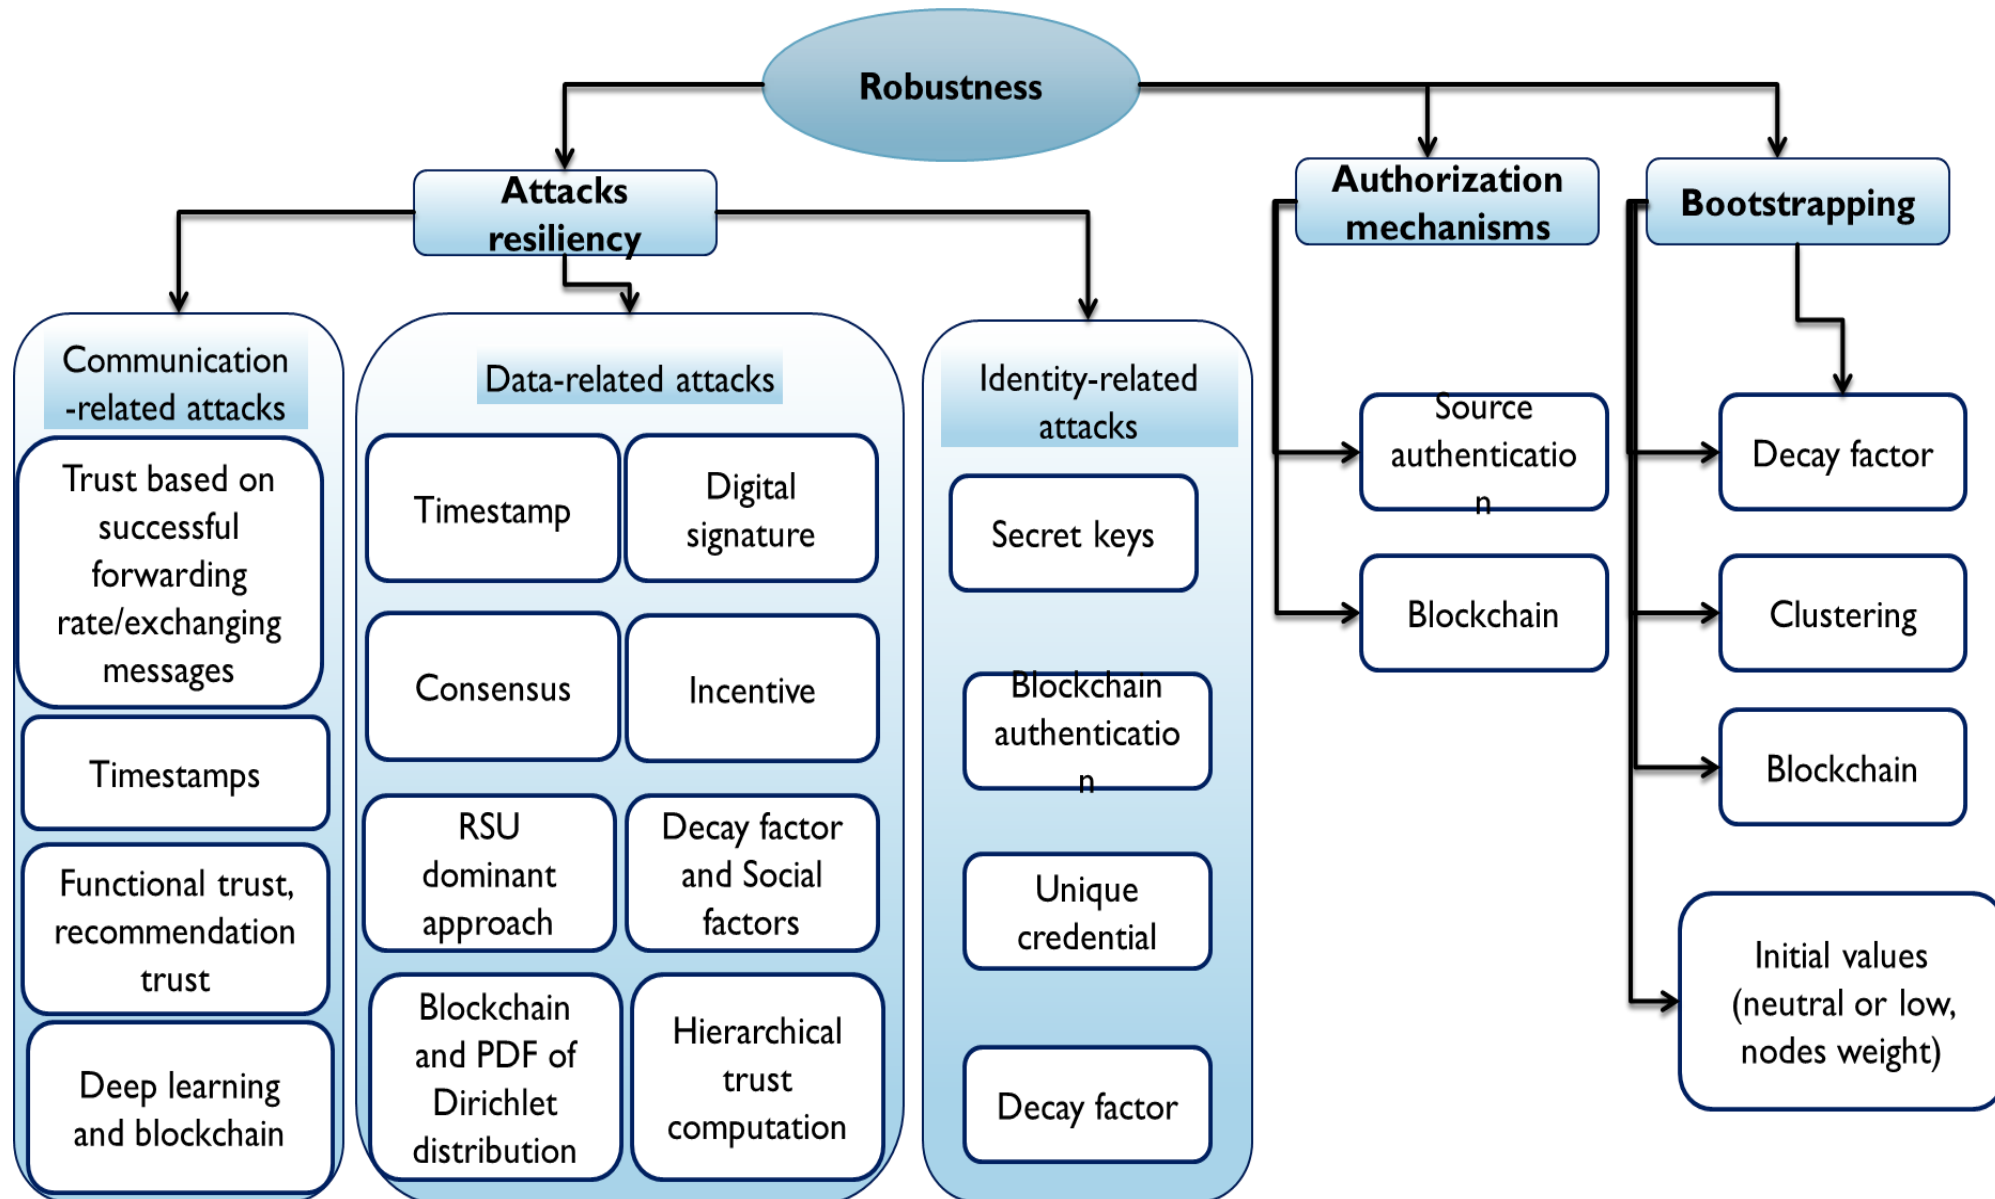 Robustness
Attacks
resiliency
Authorization
mechanisms
Bootstrapping
Communication
-related attacks
Trust based on
successful
forwarding
rate/exchanging
messages
Timestamps
Functional trust,
recommendation
trust
Deep learning
and blockchain
Data-related attacks
Timestamp
Digital
signature
Consensus
Incentive
RSU
dominant
approach
Decay factor
and Social
factors
Blockchain
and PDF of
Dirichlet
distribution
Hierarchical
trust
computation
Identity-related
attacks
Secret keys
Blockchain
authenticatio
n
Unique
credential
Decay factor
Source
authenticatio
n
Blockchain
Decay factor
Clustering
Blockchain
Initial values
(neutral or low,
nodes weight)